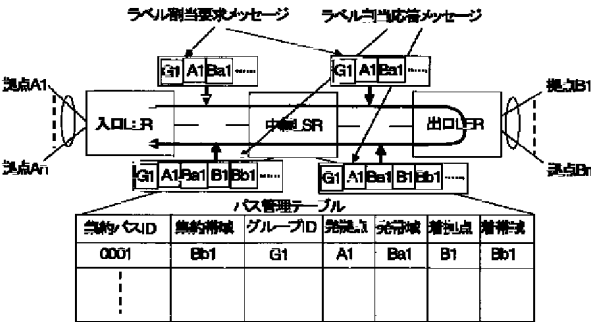 ラベル割当要求メッセージ ラベル割当応答メッセージ
G1 A1 Ba1 ...... G1 A1 Ba1 ......
拠点A1 拠点B1
入口LER 中継LSR 出口LER
拠点An 拠点Bn
G1 A1 Ba1 B1 Bb1 ...... G1 A1 Ba1 B1 Bb1 ......
パス管理テーブル
集約パスID 集約帯域 グループID 発拠点 発帯域 着拠点 着帯域
0001 Bb1 G1 A1 Ba1 B1 Bb1